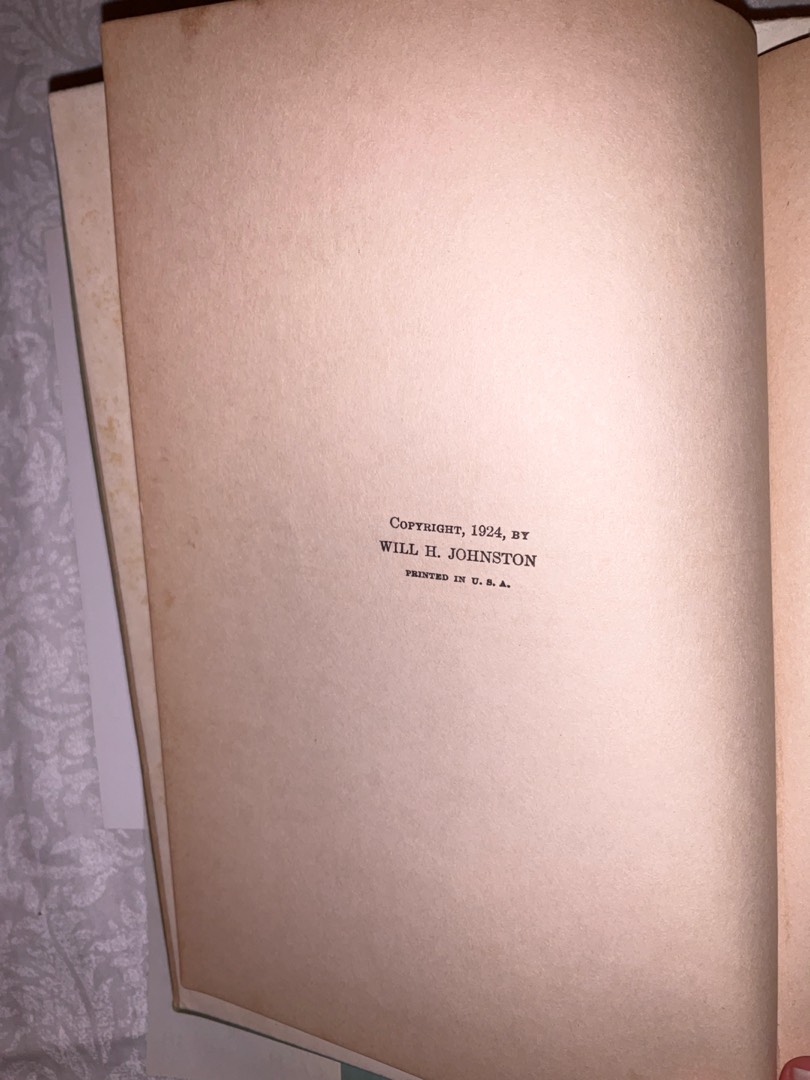 Copyright, 1924, by
WILL H. JOHNSTON
PRINTED IN U. S. A.